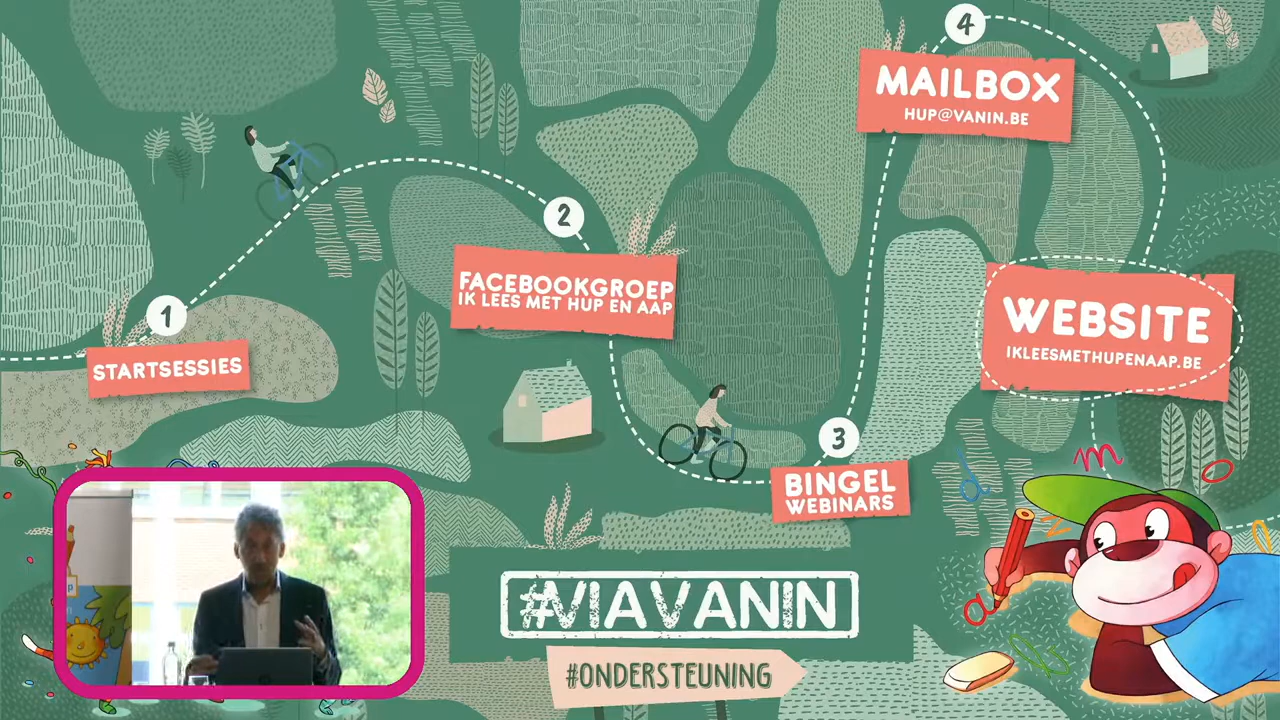 1
STARTSESSIES
2
FACEBOOKGROEP
IK LEES MET HUP EN AAP
3
BINGEL
WEBINARS
4
MAILBOX
HUP@VANIN.BE
WEBSITE
IKLEESMETHUPENAAP.BE
d
m
o
z
a
#VIAVANIN
#ONDERSTEUNING